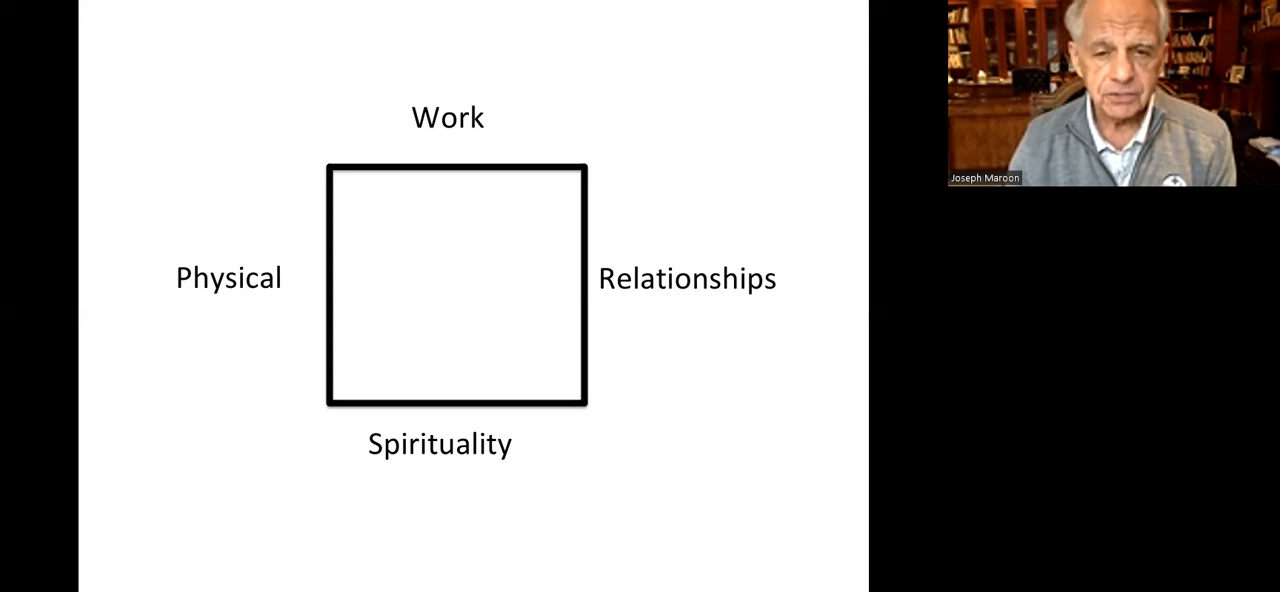 Work
Physical
Relationships
Spirituality
Joseph Maroon